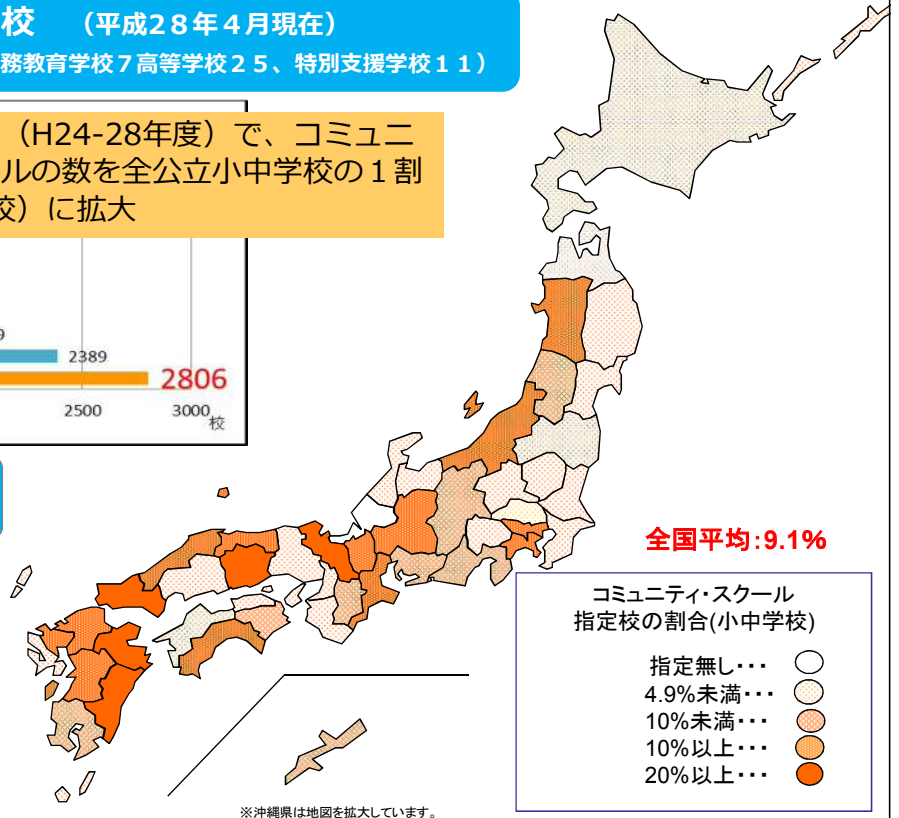 校　（平成２８年４月現在）
務教育学校７高等学校２５、特別支援学校１１）
（H24-28年度）で、コミュニ
ルの数を全公立小中学校の１割
校）に拡大
9
2389
2806
2500
3000
校
全国平均：9.1%
コミュニティ・スクール
指定校の割合(小中学校)
指定無し・・・
4.9%未満・・・
10%未満・・・
10%以上・・・
20%以上・・・
※沖縄県は地図を拡大しています。